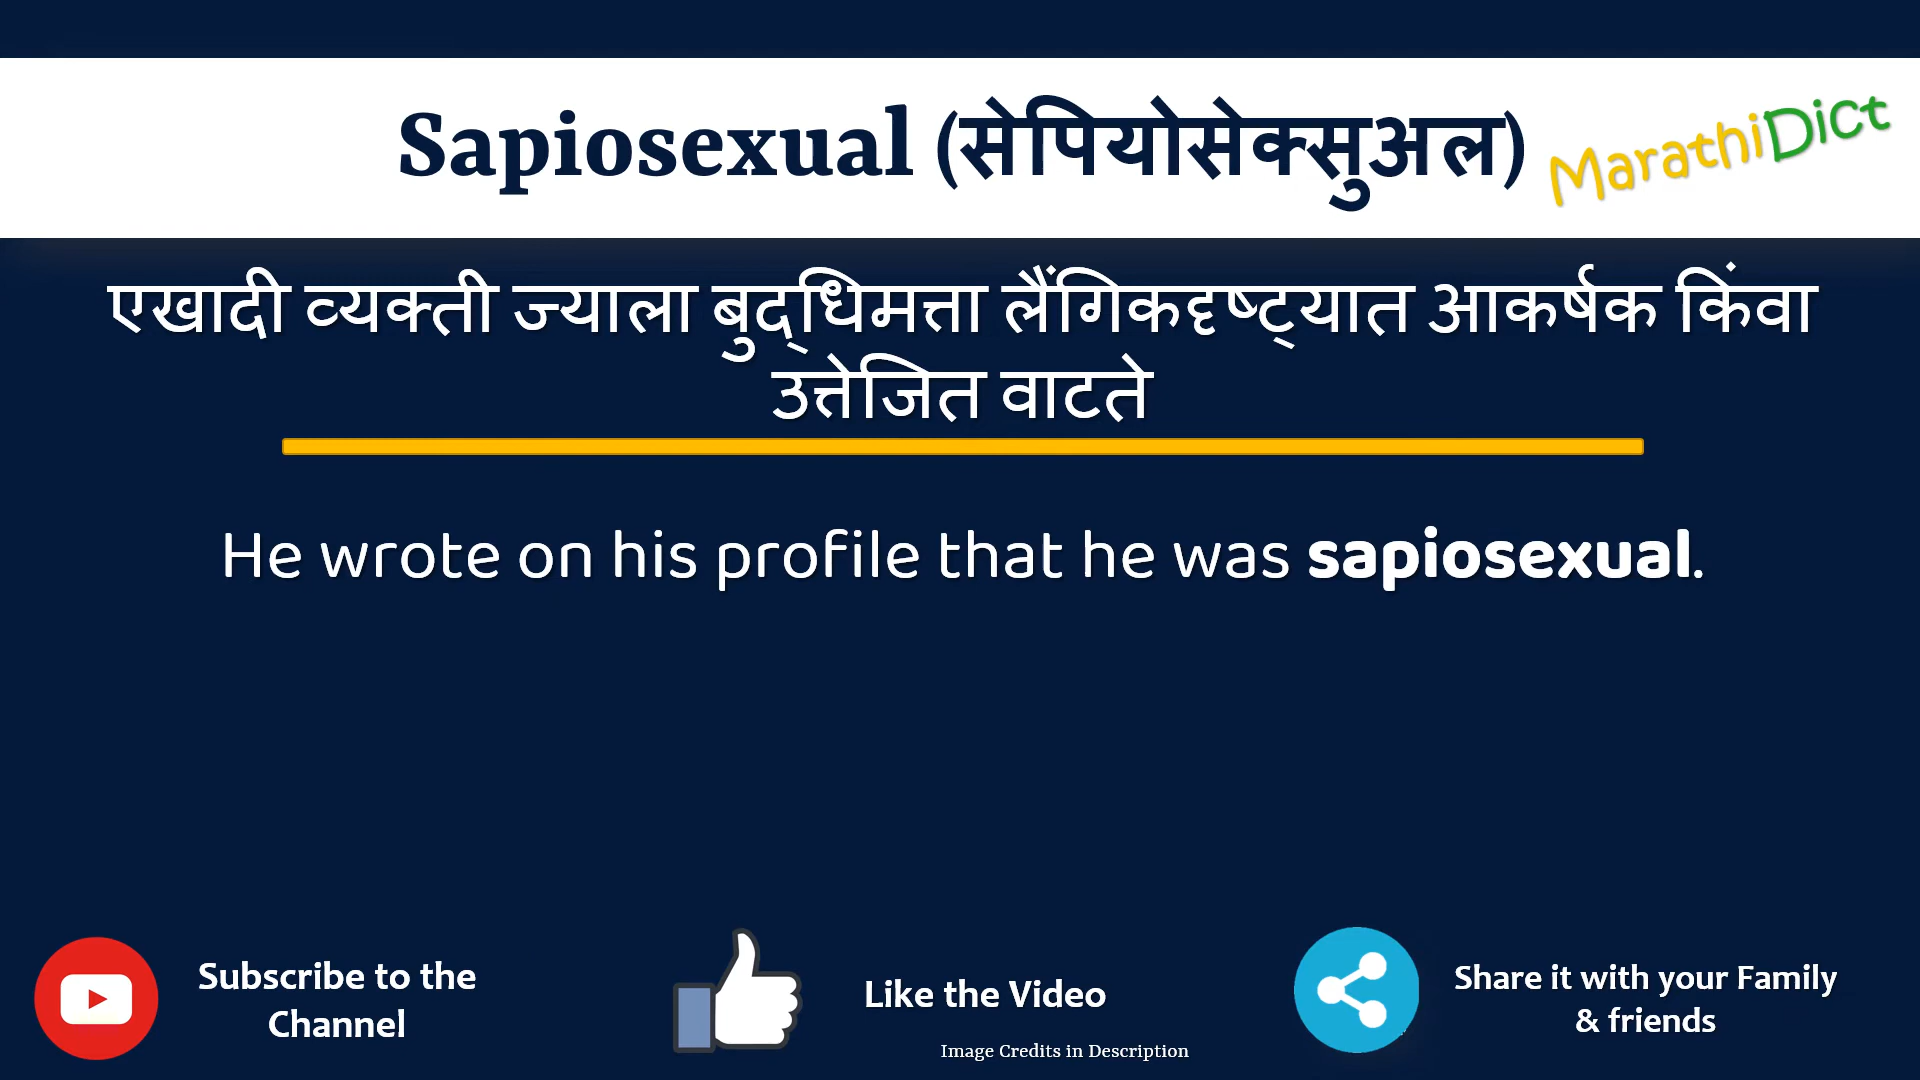 Sapiosexual (सेपियोसेक्सुअल)
MarathiDict
एखादी व्यक्ती ज्याला बुद्धिमत्ता लैंगिकदृष्ट्यात आकर्षक किंवा
उत्तेजित वाटते
He wrote on his profile that he was sapiosexual.
Subscribe to the
Channel
Like the Video
Share it with your Family
& friends
Image Credits in Description